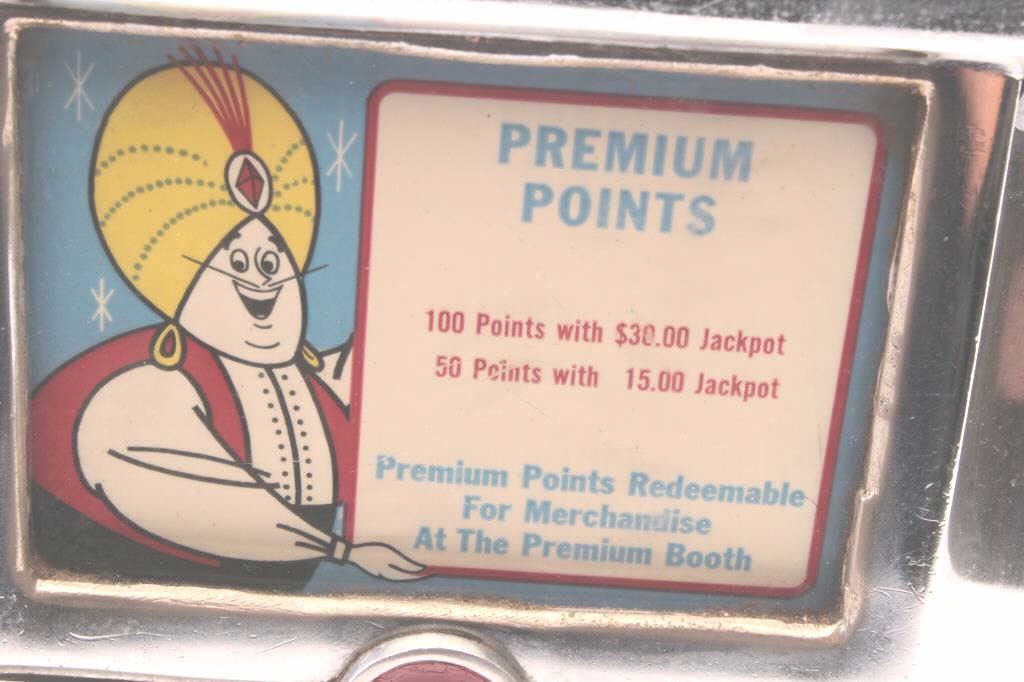 PREMIUM
POINTS
100 Points with $30.00 Jackpot
50 Points with 15.00 Jackpot
Premium Points Redeemable
For Merchandise
At The Premium Booth